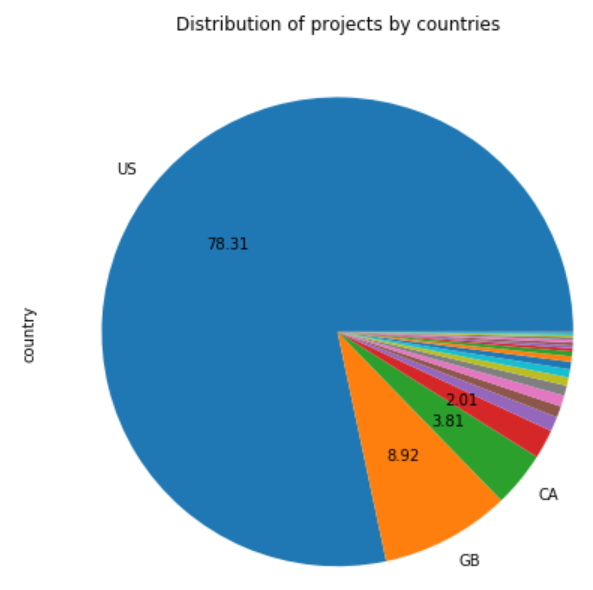 Distribution of projects by countries
US
78.31
country
2.01
3.81
8.92
CA
GB